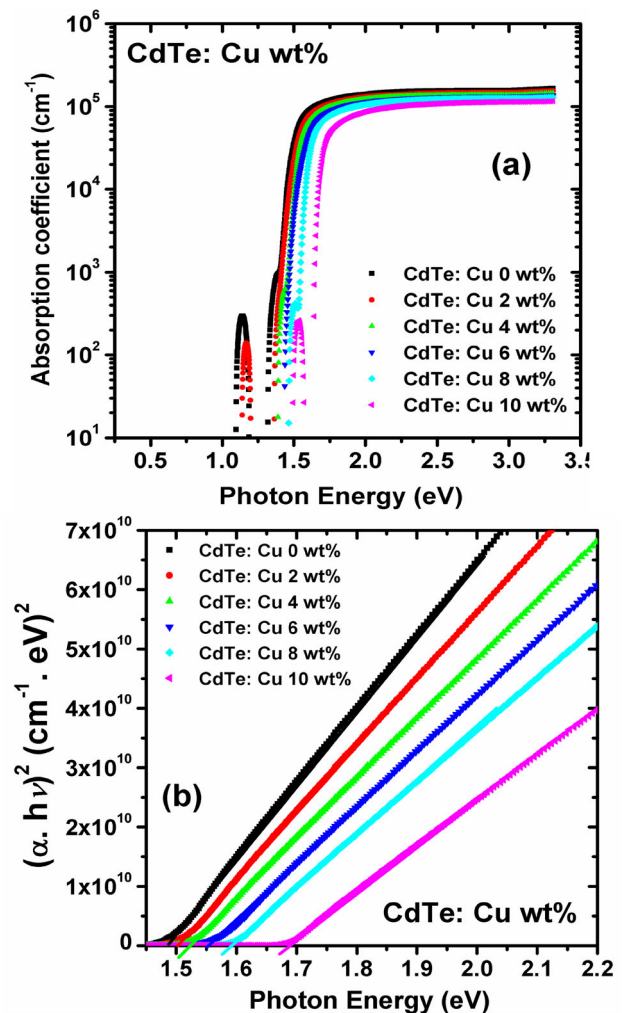 CdTe: Cu wt%
Absorption coefficient (cm⁻¹)
10⁶
10⁵
10⁴
10³
10²
10¹
(a)
CdTe: Cu 0 wt%
CdTe: Cu 2 wt%
CdTe: Cu 4 wt%
CdTe: Cu 6 wt%
CdTe: Cu 8 wt%
CdTe: Cu 10 wt%
0.5 1.0 1.5 2.0 2.5 3.0 3.5
Photon Energy (eV)
(α. hν)² (cm⁻¹ . eV)²
7x10¹⁰
6x10¹⁰
5x10¹⁰
4x10¹⁰
3x10¹⁰
2x10¹⁰
1x10¹⁰
0
CdTe: Cu 0 wt%
CdTe: Cu 2 wt%
CdTe: Cu 4 wt%
CdTe: Cu 6 wt%
CdTe: Cu 8 wt%
CdTe: Cu 10 wt%
(b)
CdTe: Cu wt%
1.5 1.6 1.7 1.8 1.9 2.0 2.1 2.2
Photon Energy (eV)